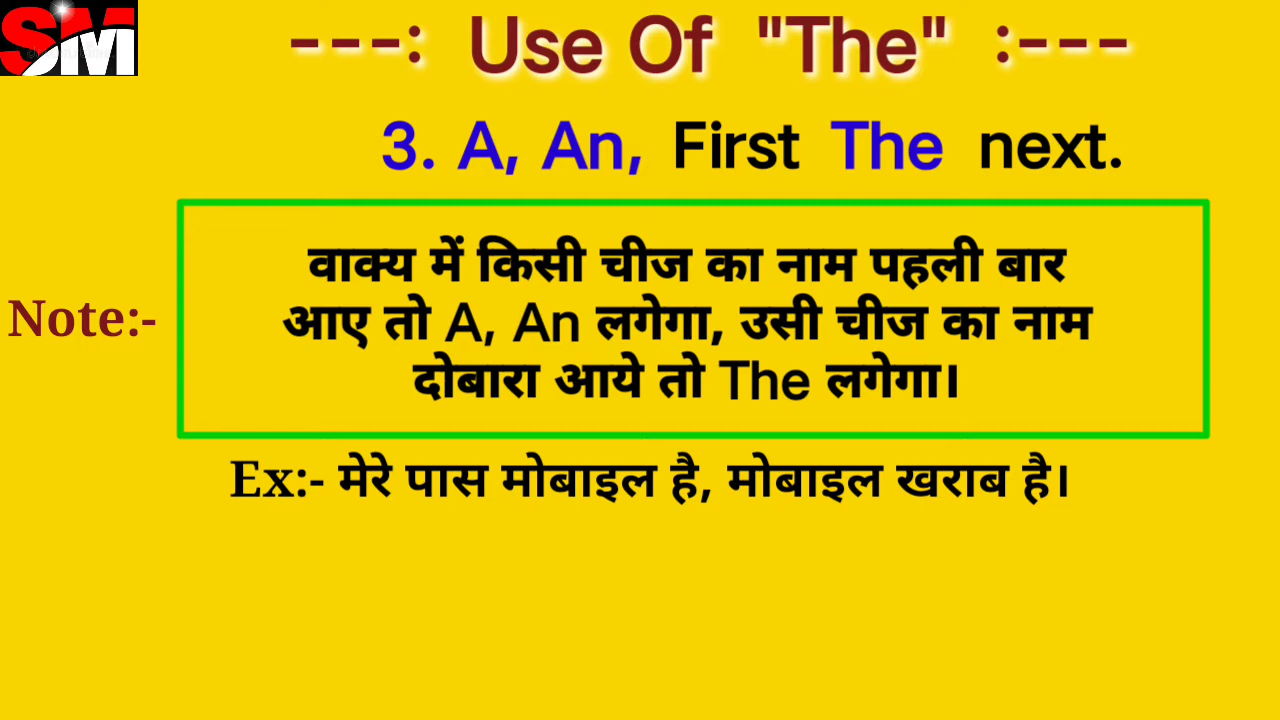 SM
---: Use Of "The" :---
3. A, An, First The next.
वाक्य में किसी चीज का नाम पहली बार
Note:- आए तो A, An लगेगा, उसी चीज का नाम
दोबारा आये तो The लगेगा।
Ex:- मेरे पास मोबाइल है, मोबाइल खराब है।